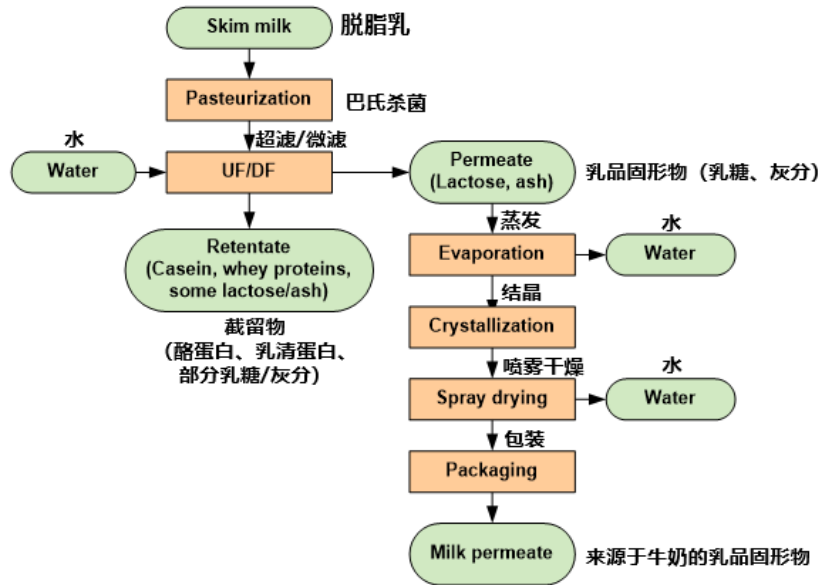 Skim milk
脱脂乳
Pasteurization
巴氏杀菌
水
超滤/微滤
Water
UF/DF
Permeate
(Lactose, ash)
乳品固形物（乳糖、灰分）
Retentate
(Casein, whey proteins,
some lactose/ash)
截留物
（酪蛋白、乳清蛋白、
部分乳糖/灰分）
蒸发
水
Evaporation
Water
结晶
Crystallization
喷雾干燥
水
Spray drying
Water
包装
Packaging
Milk permeate
来源于牛奶的乳品固形物